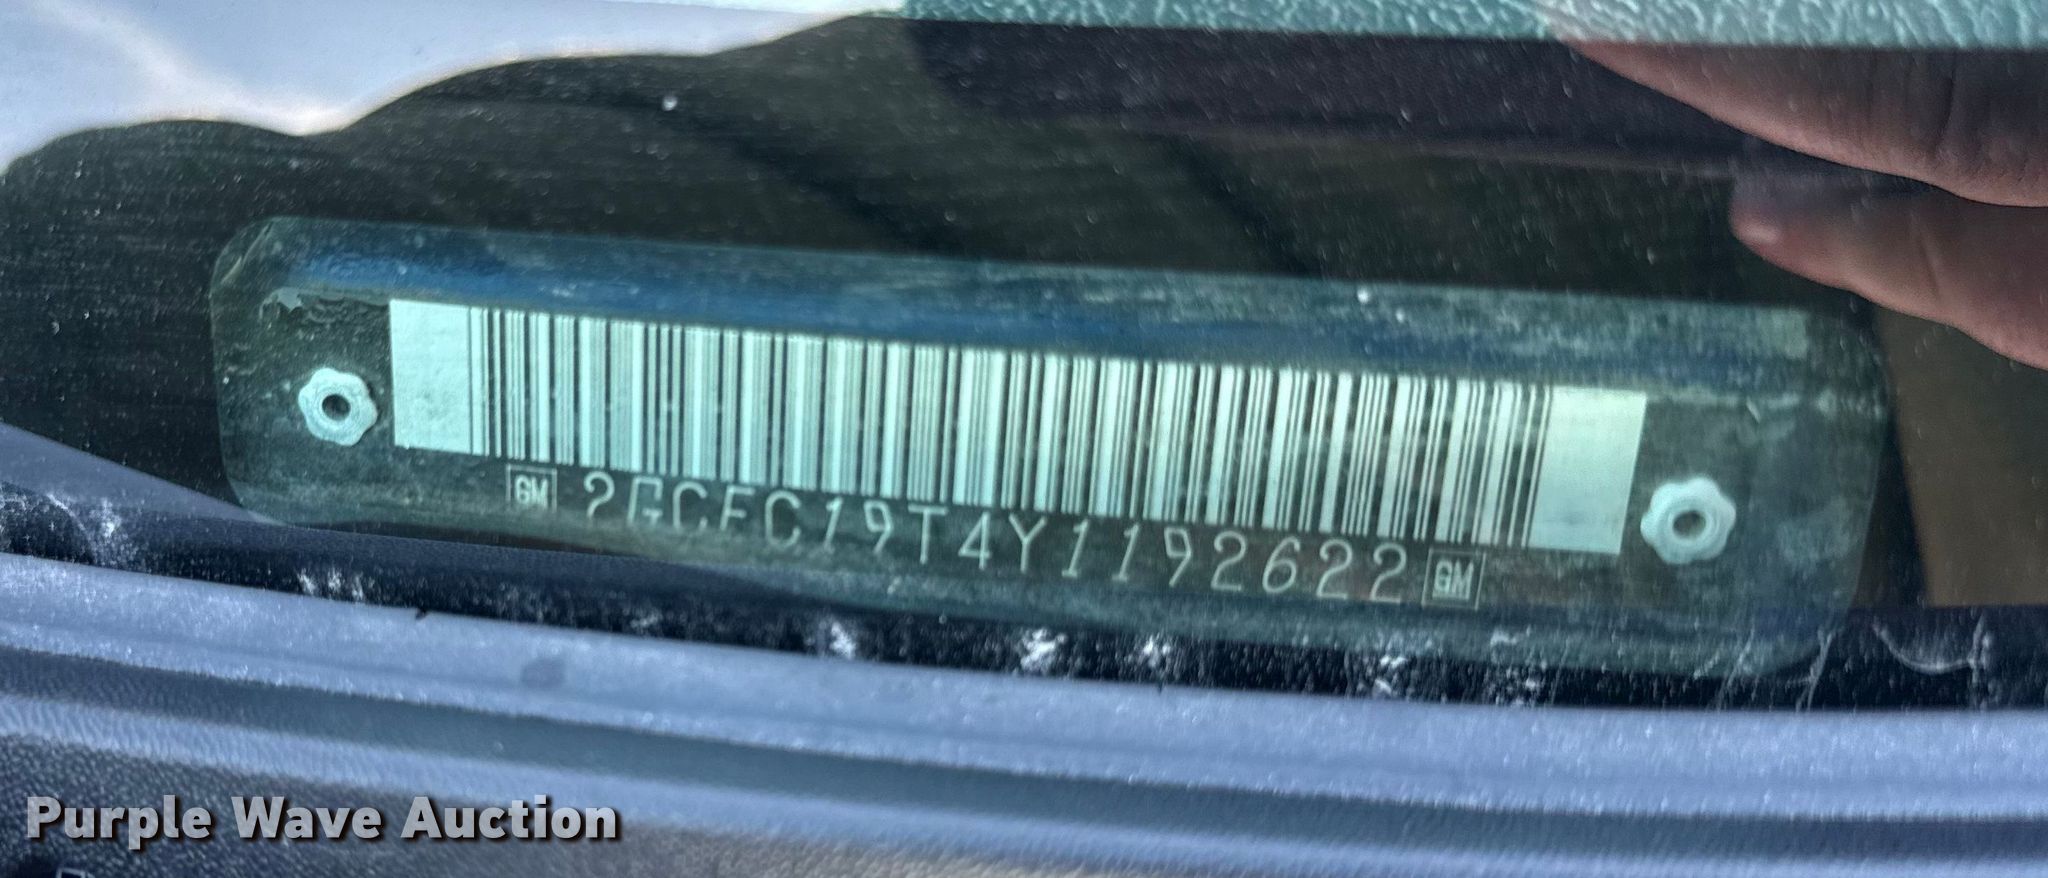 GM 2GCEC19T4Y1192622 GM
Purple Wave Auction